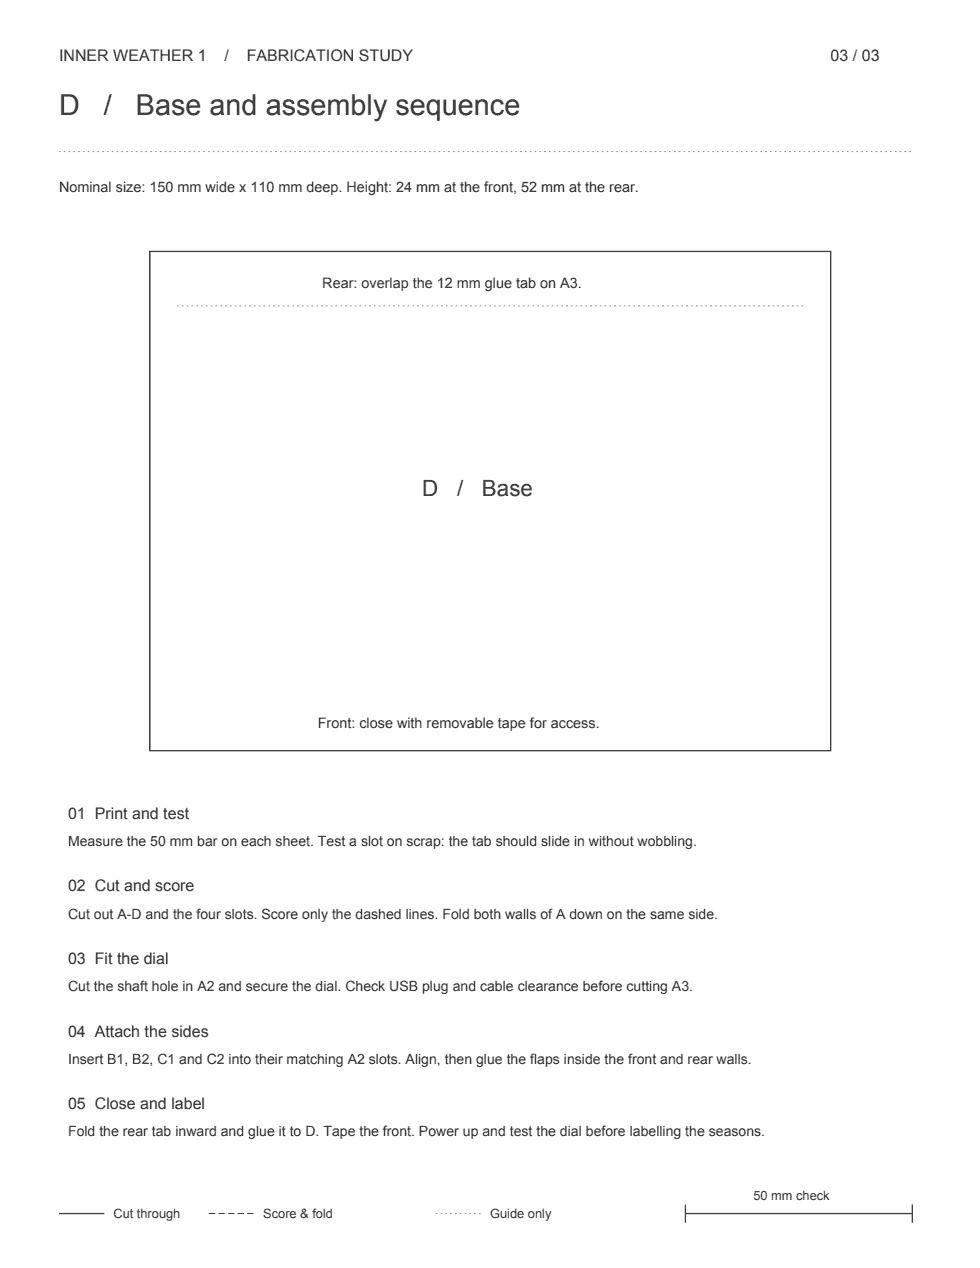 INNER WEATHER 1 / FABRICATION STUDY 03 / 03
D / Base and assembly sequence
Nominal size: 150 mm wide x 110 mm deep. Height: 24 mm at the front, 52 mm at the rear.
Rear: overlap the 12 mm glue tab on A3.
D / Base
Front: close with removable tape for access.
01 Print and test
Measure the 50 mm bar on each sheet. Test a slot on scrap: the tab should slide in without wobbling.
02 Cut and score
Cut out A-D and the four slots. Score only the dashed lines. Fold both walls of A down on the same side.
03 Fit the dial
Cut the shaft hole in A2 and secure the dial. Check USB plug and cable clearance before cutting A3.
04 Attach the sides
Insert B1, B2, C1 and C2 into their matching A2 slots. Align, then glue the flaps inside the front and rear walls.
05 Close and label
Fold the rear tab inward and glue it to D. Tape the front. Power up and test the dial before labelling the seasons.
50 mm check
Cut through Score & fold Guide only